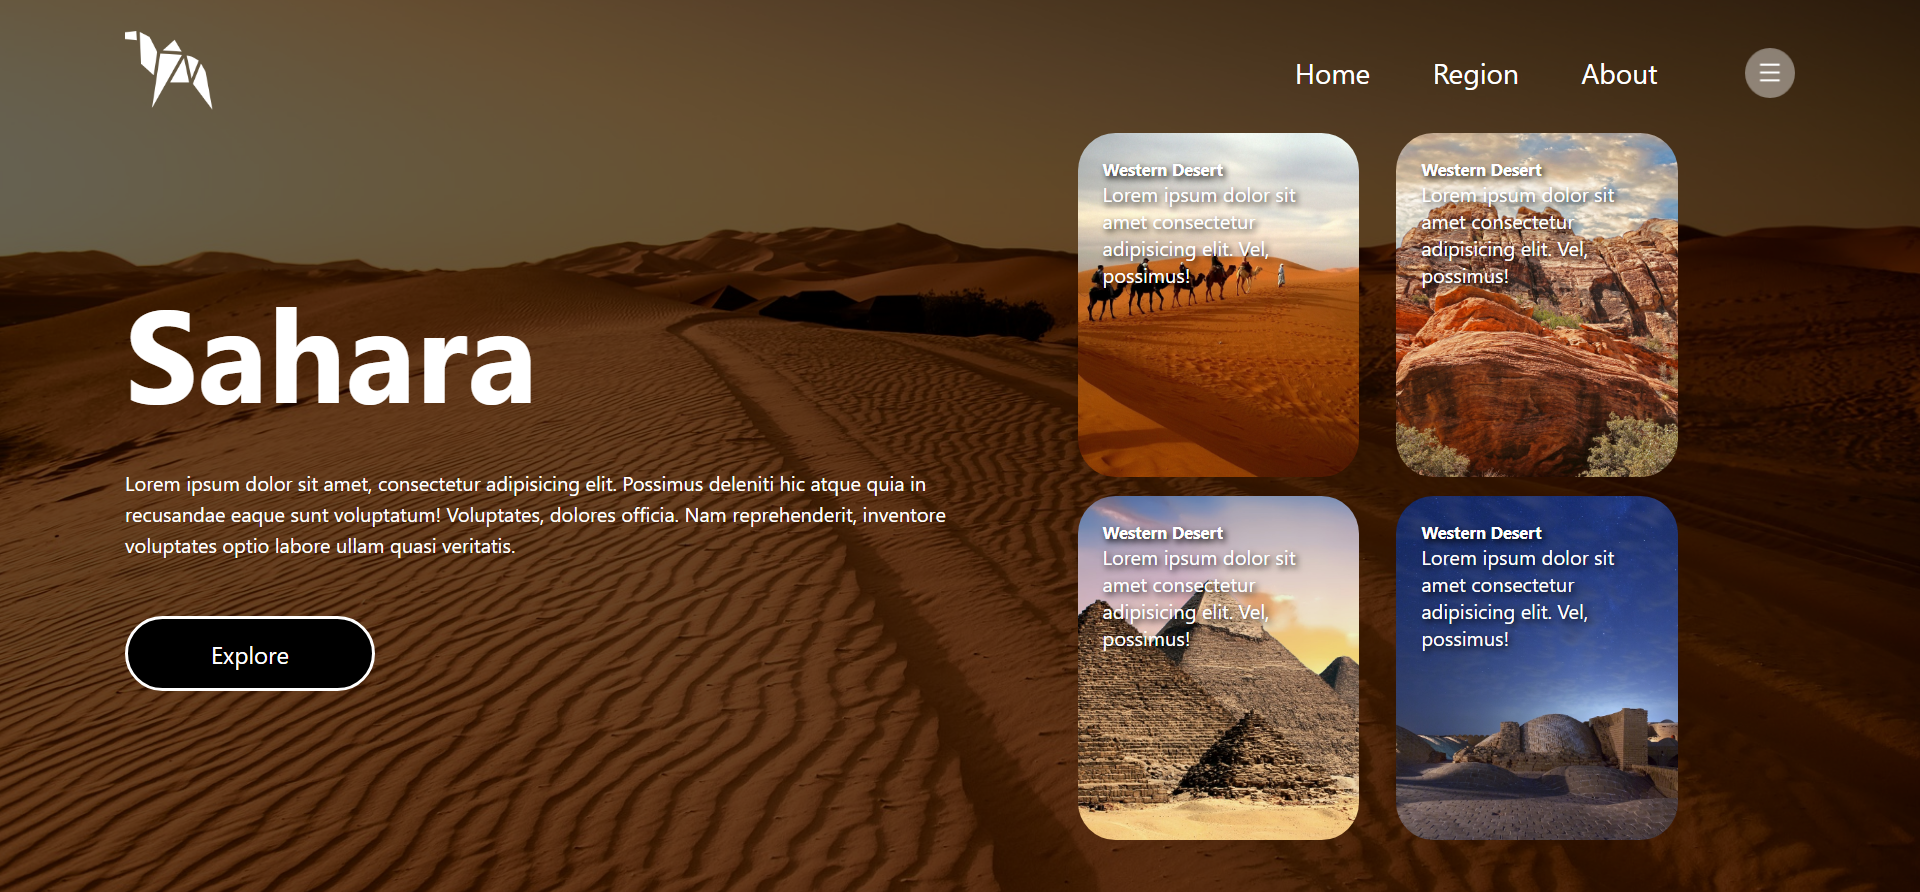 Home Region About
Sahara
Lorem ipsum dolor sit amet, consectetur adipisicing elit. Possimus deleniti hic atque quia in
recusandae eaque sunt voluptatum! Voluptates, dolores officia. Nam reprehenderit, inventore
voluptates optio labore ullam quasi veritatis.
Explore
Western Desert
Lorem ipsum dolor sit
amet consectetur
adipisicing elit. Vel,
possimus!
Western Desert
Lorem ipsum dolor sit
amet consectetur
adipisicing elit. Vel,
possimus!
Western Desert
Lorem ipsum dolor sit
amet consectetur
adipisicing elit. Vel,
possimus!
Western Desert
Lorem ipsum dolor sit
amet consectetur
adipisicing elit. Vel,
possimus!